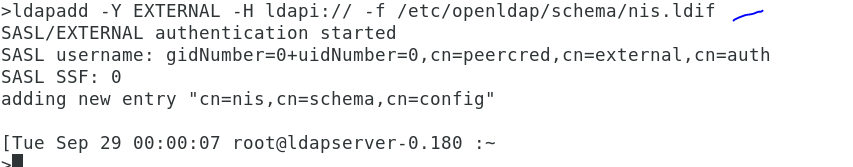 >ldapadd -Y EXTERNAL -H ldapi:// -f /etc/openldap/schema/nis.ldif
SASL/EXTERNAL authentication started
SASL username: gidNumber=0+uidNumber=0,cn=peercred,cn=external,cn=auth
SASL SSF: 0
adding new entry "cn=nis,cn=schema,cn=config"
[Tue Sep 29 00:00:07 root@ldapserver-0.180 :~
>